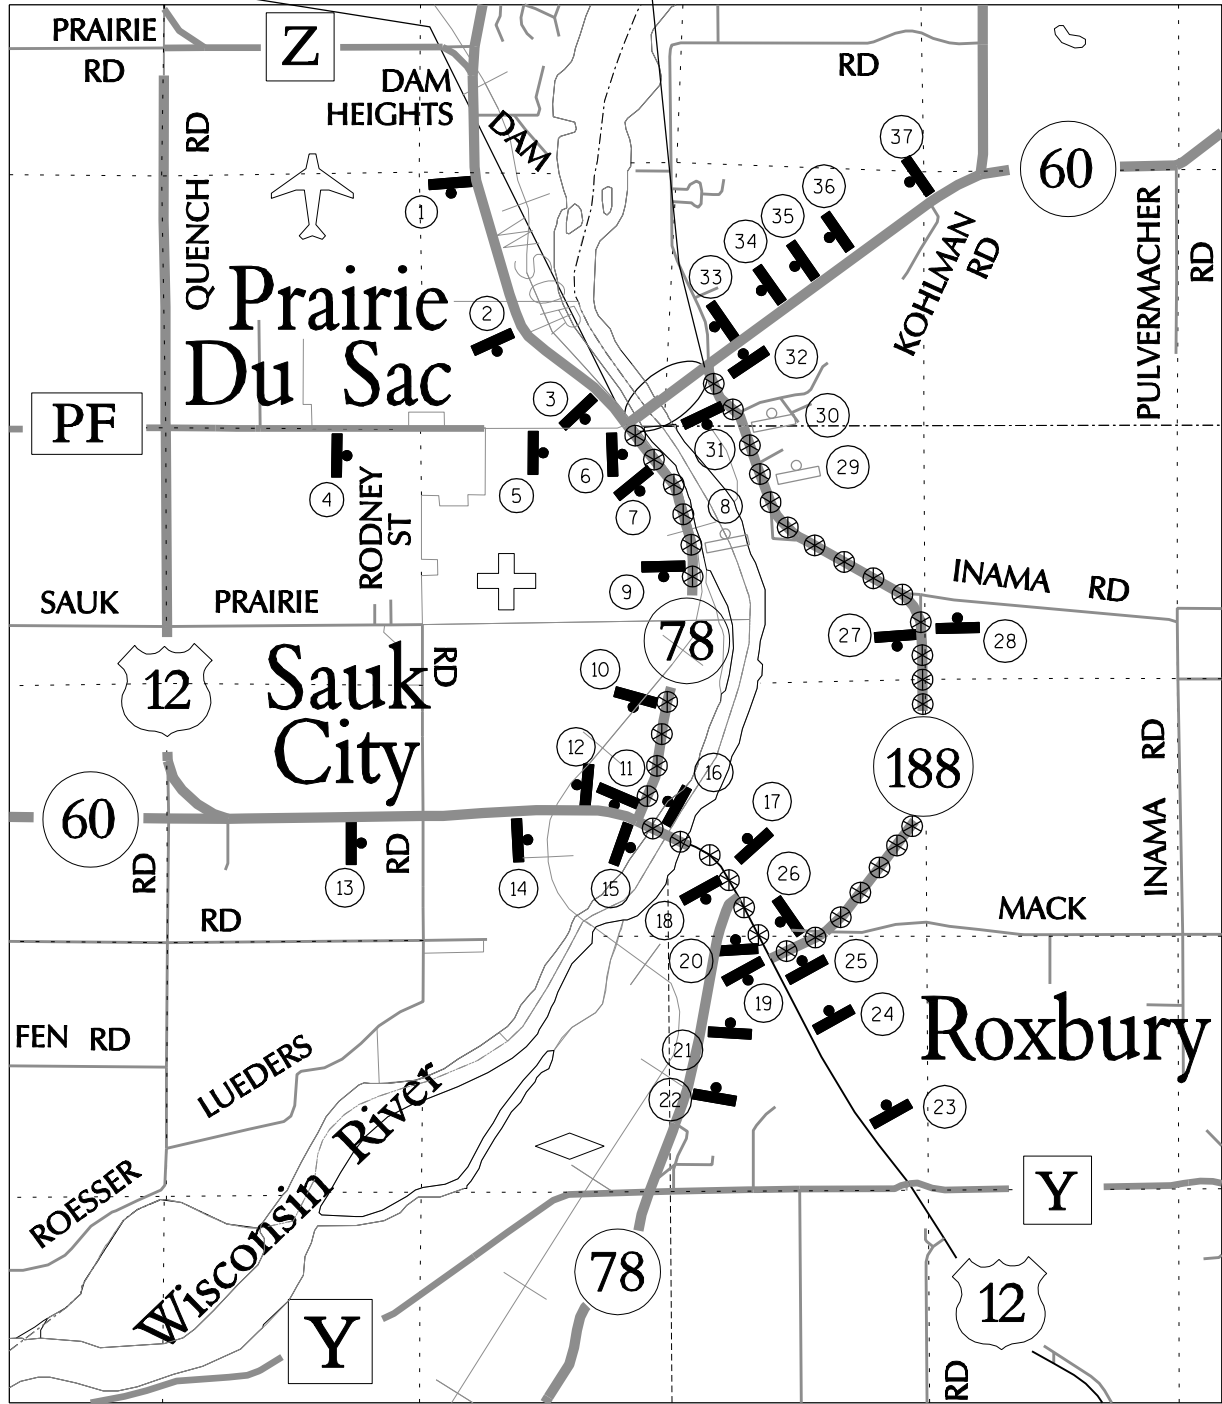 PRAIRIE
RD
Z
DAM
HEIGHTS
DAM
RD
QUENCH RD
37
60
PULVERMACHER
RD
1
36
35
34
33
KOHLMAN
RD
Prairie
Du Sac
2
32
3
PF
30
31
29
4
5
6
7
8
RODNEY
ST
9
INAMA RD
SAUK PRAIRIE
RD
78
27
28
12
Sauk
City
10
12
11
16
188
INAMA RD
60
17
RD
RD
13
14
15
26
18
MACK
RD
20
25
19
24
Roxbury
FEN RD
LUEDERS
21
22
23
Wisconsin River
ROESSER
Y
78
12
Y
RD